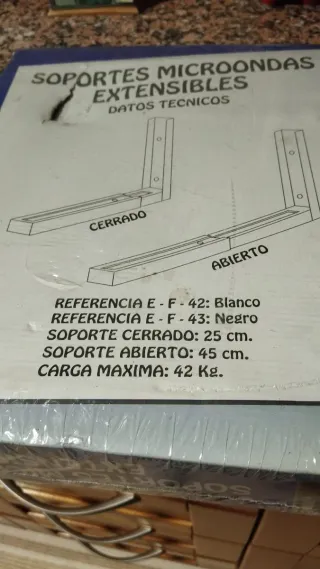 SOPORTES MICROONDAS
EXTENSIBLES
DATOS TECNICOS
CERRADO
ABIERTO
REFERENCIA E - F - 42: Blanco
REFERENCIA E - F - 43: Negro
SOPORTE CERRADO: 25 cm.
SOPORTE ABIERTO: 45 cm.
CARGA MAXIMA: 42 Kg.